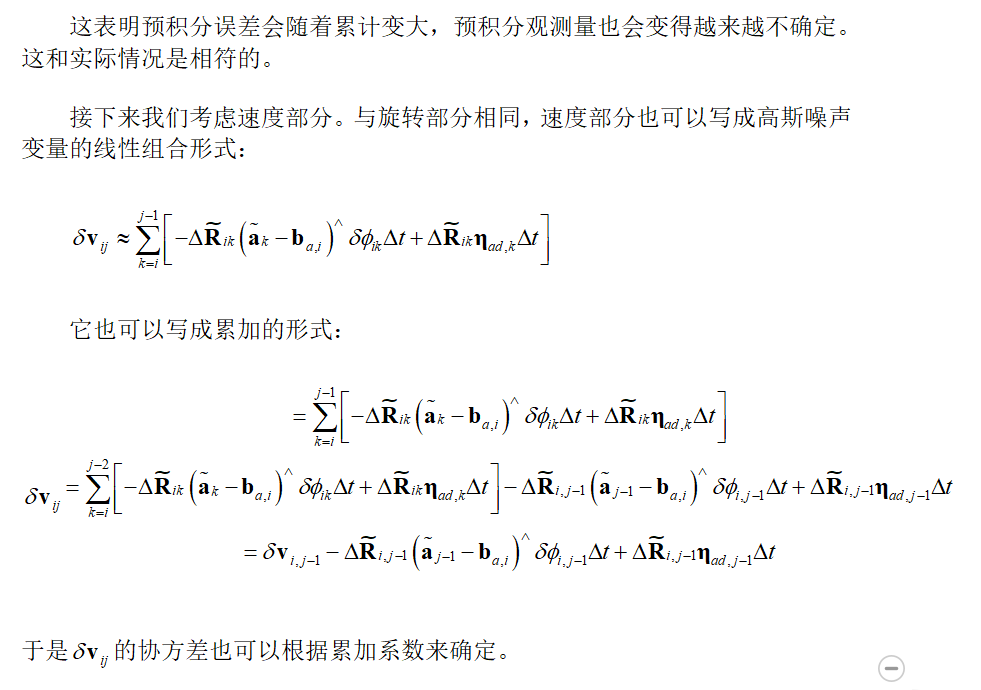 这表明预积分误差会随着累计变大，预积分观测量也会变得越来越不确定。
这和实际情况是相符的。
接下来我们考虑速度部分。与旋转部分相同，速度部分也可以写成高斯噪声
变量的线性组合形式：
$\delta \mathbf{v}_{ij} \approx \sum_{k=i}^{j-1} \left[ -\Delta \tilde{\mathbf{R}}_{ik} \left( \tilde{\mathbf{a}}_k - \mathbf{b}_{a,i} \right)^\wedge \delta \phi_{ik} \Delta t + \Delta \tilde{\mathbf{R}}_{ik} \boldsymbol{\eta}_{ad,k} \Delta t \right]$
它也可以写成累加的形式：
$= \sum_{k=i}^{j-1} \left[ -\Delta \tilde{\mathbf{R}}_{ik} \left( \tilde{\mathbf{a}}_k - \mathbf{b}_{a,i} \right)^\wedge \delta \phi_{ik} \Delta t + \Delta \tilde{\mathbf{R}}_{ik} \boldsymbol{\eta}_{ad,k} \Delta t \right]$
$\delta \mathbf{v}_{ij} = \sum_{k=i}^{j-2} \left[ -\Delta \tilde{\mathbf{R}}_{ik} \left( \tilde{\mathbf{a}}_k - \mathbf{b}_{a,i} \right)^\wedge \delta \phi_{ik} \Delta t + \Delta \tilde{\mathbf{R}}_{ik} \boldsymbol{\eta}_{ad,k} \Delta t \right] - \Delta \tilde{\mathbf{R}}_{i,j-1} \left( \tilde{\mathbf{a}}_{j-1} - \mathbf{b}_{a,i} \right)^\wedge \delta \phi_{i,j-1} \Delta t + \Delta \tilde{\mathbf{R}}_{i,j-1} \boldsymbol{\eta}_{ad,j-1} \Delta t$
$= \delta \mathbf{v}_{i,j-1} - \Delta \tilde{\mathbf{R}}_{i,j-1} \left( \tilde{\mathbf{a}}_{j-1} - \mathbf{b}_{a,i} \right)^\wedge \delta \phi_{i,j-1} \Delta t + \Delta \tilde{\mathbf{R}}_{i,j-1} \boldsymbol{\eta}_{ad,j-1} \Delta t$
于是 $\delta \mathbf{v}_{ij}$ 的协方差也可以根据累加系数来确定。